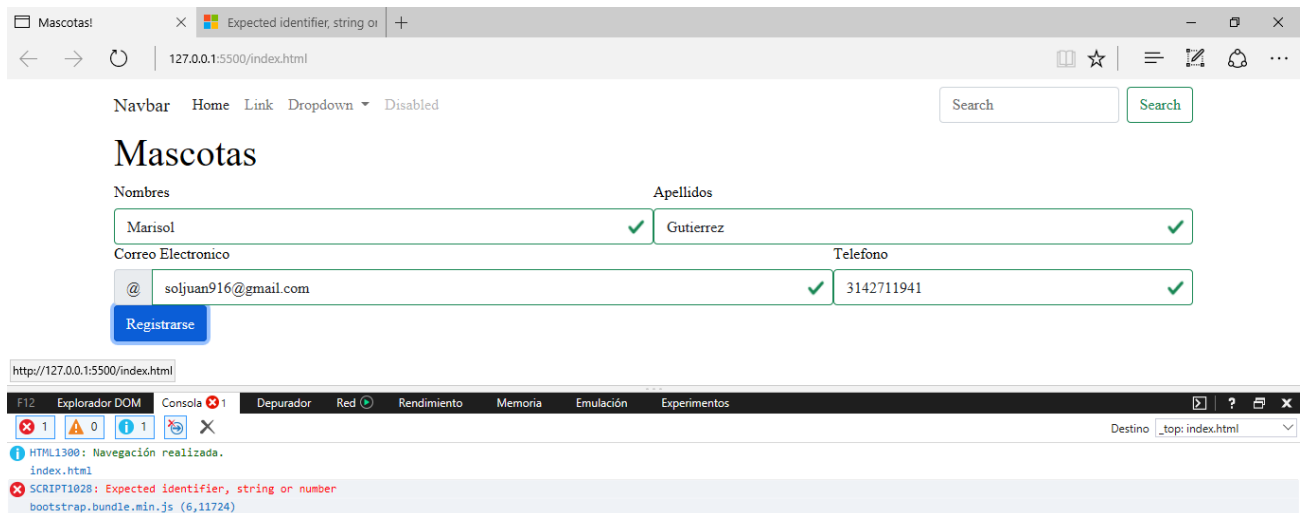 Mascotas! Expected identifier, string or
127.0.0.1:5500/index.html
Navbar Home Link Dropdown Disabled Search Search
Mascotas
Nombres Apellidos
Marisol Gutierrez
Correo Electronico Telefono
@ soljuan916@gmail.com 3142711941
Registrarse
http://127.0.0.1:5500/index.html
F12 Explorador DOM Consola 1 Depurador Red Rendimiento Memoria Emulación Experimentos ?
1 0 1 Destino _top: index.html
HTML1300: Navegación realizada.
index.html
SCRIPT1028: Expected identifier, string or number
bootstrap.bundle.min.js (6,11724)